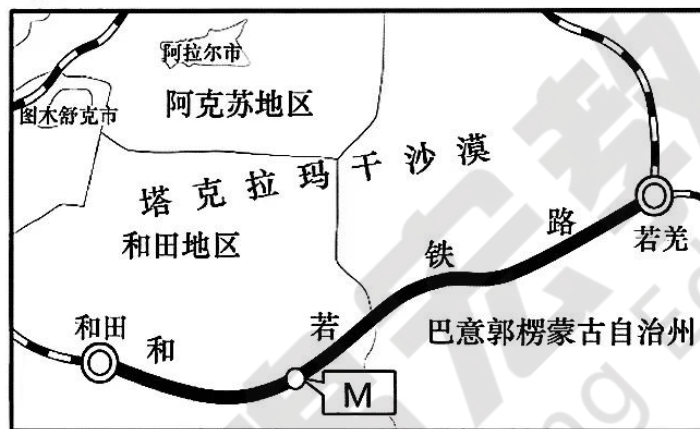 阿拉尔市
图木舒克市
阿克苏地区
塔克拉玛干沙漠
和田地区
若羌
和田
和若铁路
巴意郭楞蒙古自治州
M